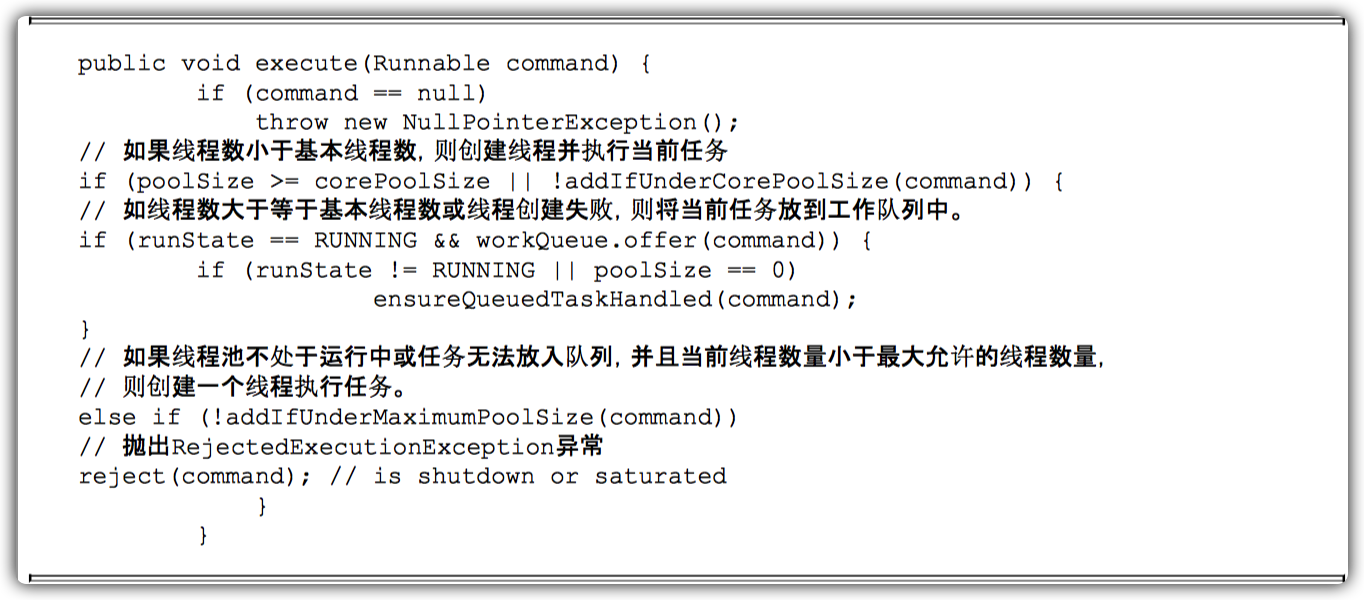 public void execute(Runnable command) {
        if (command == null)
            throw new NullPointerException();
// 如果线程数小于基本线程数, 则创建线程并执行当前任务
if (poolSize >= corePoolSize || !addIfUnderCorePoolSize(command)) {
// 如线程数大于等于基本线程数或线程创建失败, 则将当前任务放到工作队列中。
if (runState == RUNNING && workQueue.offer(command)) {
        if (runState != RUNNING || poolSize == 0)
                    ensureQueuedTaskHandled(command);
}
// 如果线程池不处于运行中或任务无法放入队列, 并且当前线程数量小于最大允许的线程数量,
// 则创建一个线程执行任务。
else if (!addIfUnderMaximumPoolSize(command))
// 抛出RejectedExecutionException异常
reject(command); // is shutdown or saturated
            }
        }